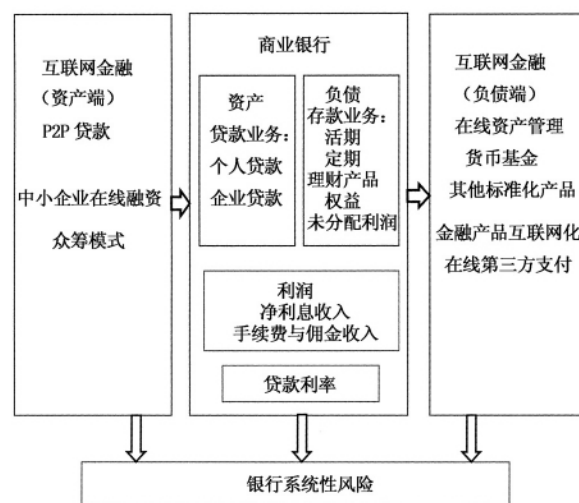 互联网金融
（资产端）
P2P 贷款
中小企业在线融资
众筹模式
商业银行
资产
贷款业务：
个人贷款
企业贷款
负债
存款业务：
活期
定期
理财产品
权益
未分配利润
利润
净利息收入
手续费与佣金收入
贷款利率
互联网金融
（负债端）
在线资产管理
货币基金
其他标准化产品
金融产品互联网化
在线第三方支付
银行系统性风险